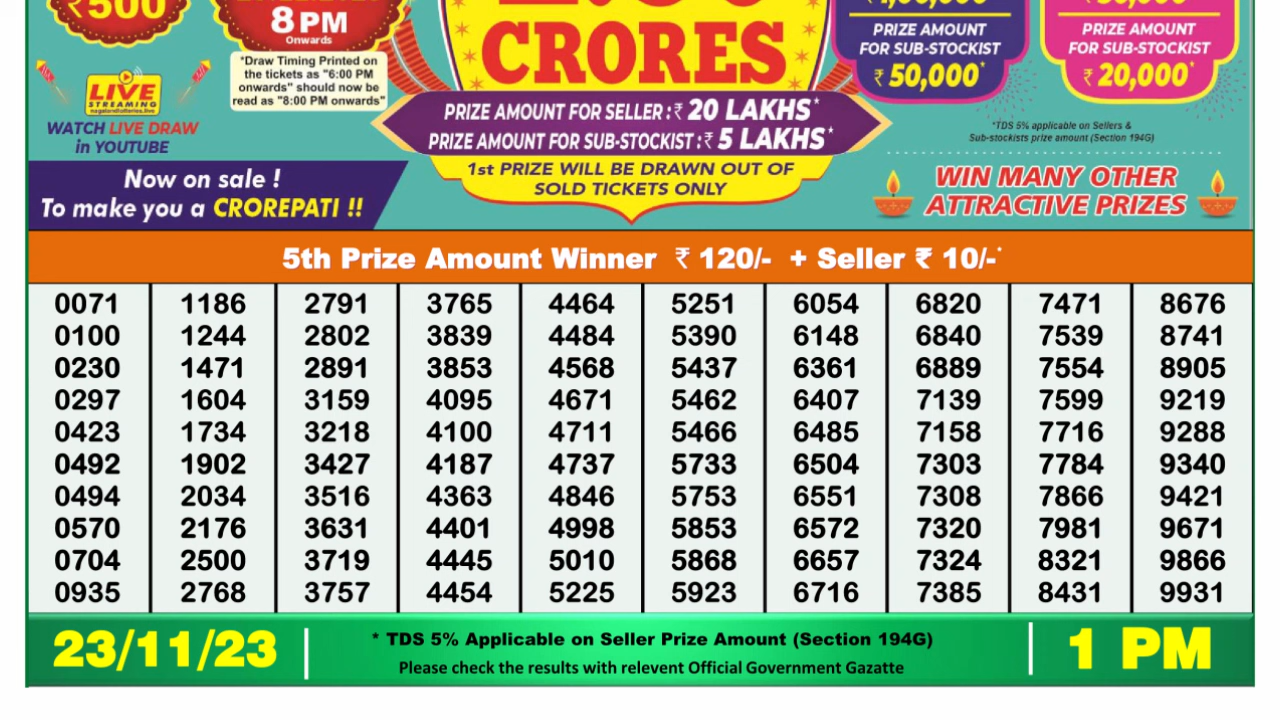 ₹500
8 PM
Onwards
*Draw Timing Printed on
the tickets as "6:00 PM
onwards" should now be
read as "8:00 PM onwards"
LIVE
STREAMING
nagalandlotteries.live
WATCH LIVE DRAW
in YOUTUBE
Now on sale !
To make you a CROREPATI !!
CRORES
PRIZE AMOUNT FOR SELLER :₹ 20 LAKHS*
PRIZE AMOUNT FOR SUB-STOCKIST :₹ 5 LAKHS*
1st PRIZE WILL BE DRAWN OUT OF
SOLD TICKETS ONLY
PRIZE AMOUNT
FOR SUB-STOCKIST
₹ 50,000*
PRIZE AMOUNT
FOR SUB-STOCKIST
₹ 20,000*
*TDS 5% applicable on Sellers &
Sub-stockists prize amount (Section 194G)
WIN MANY OTHER
ATTRACTIVE PRIZES
5th Prize Amount Winner ₹ 120/- + Seller ₹ 10/-*
0071 1186 2791 3765 4464 5251 6054 6820 7471 8676
0100 1244 2802 3839 4484 5390 6148 6840 7539 8741
0230 1471 2891 3853 4568 5437 6361 6889 7554 8905
0297 1604 3159 4095 4671 5462 6407 7139 7599 9219
0423 1734 3218 4100 4711 5466 6485 7158 7716 9288
0492 1902 3427 4187 4737 5733 6504 7303 7784 9340
0494 2034 3516 4363 4846 5753 6551 7308 7866 9421
0570 2176 3631 4401 4998 5853 6572 7320 7981 9671
0704 2500 3719 4445 5010 5868 6657 7324 8321 9866
0935 2768 3757 4454 5225 5923 6716 7385 8431 9931
23/11/23
* TDS 5% Applicable on Seller Prize Amount (Section 194G)
Please check the results with relevent Official Government Gazatte
1 PM